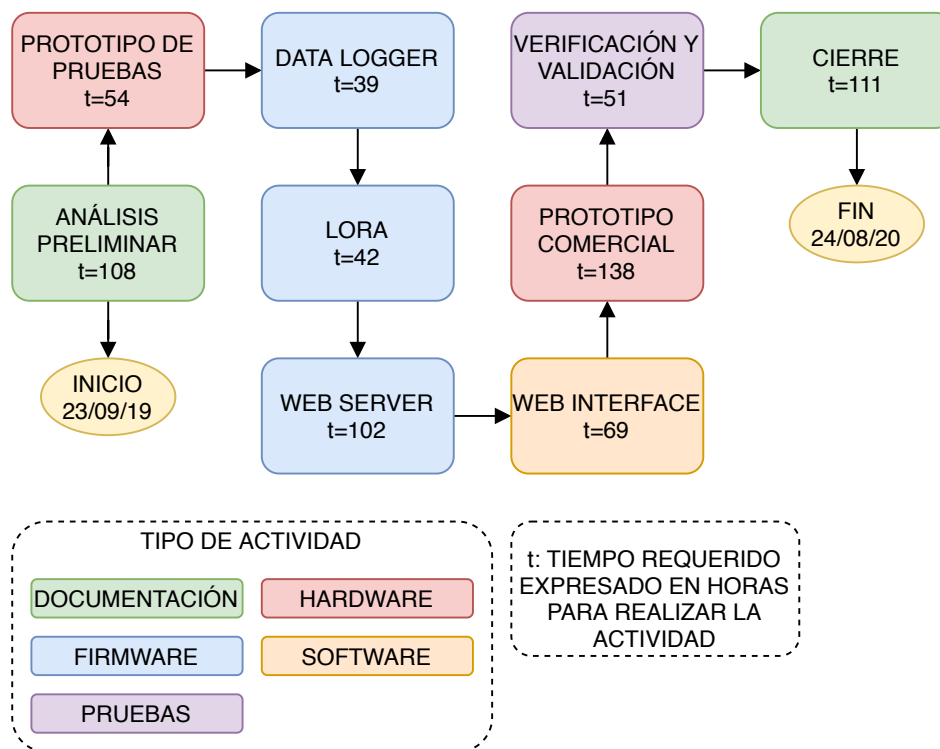 PROTOTIPO DE
PRUEBAS
t=54
DATA LOGGER
t=39
VERIFICACIÓN Y
VALIDACIÓN
t=51
CIERRE
t=111
ANÁLISIS
PRELIMINAR
t=108
LORA
t=42
PROTOTIPO
COMERCIAL
t=138
FIN
24/08/20
INICIO
23/09/19
WEB SERVER
t=102
WEB INTERFACE
t=69
TIPO DE ACTIVIDAD
DOCUMENTACIÓN
HARDWARE
FIRMWARE
SOFTWARE
PRUEBAS
t: TIEMPO REQUERIDO
EXPRESADO EN HORAS
PARA REALIZAR LA
ACTIVIDAD